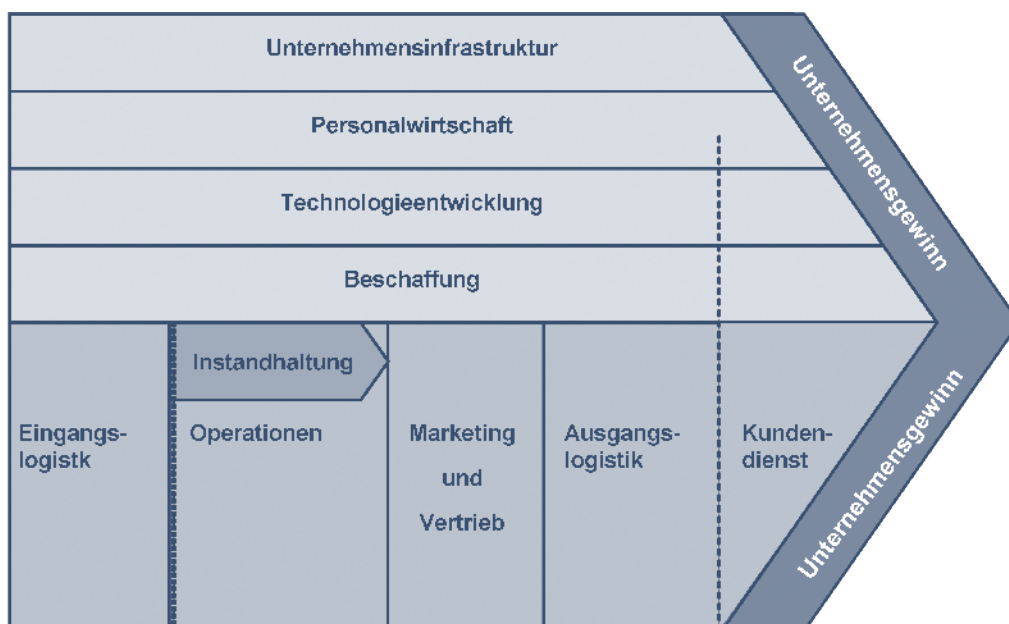 Unternehmensinfrastruktur
Personalwirtschaft
Technologieentwicklung
Beschaffung
Unternehmensgewinn
Instandhaltung
Eingangs-
logistk
Operationen
Marketing
und
Vertrieb
Ausgangs-
logistik
Kunden-
dienst
Unternehmensgewinn